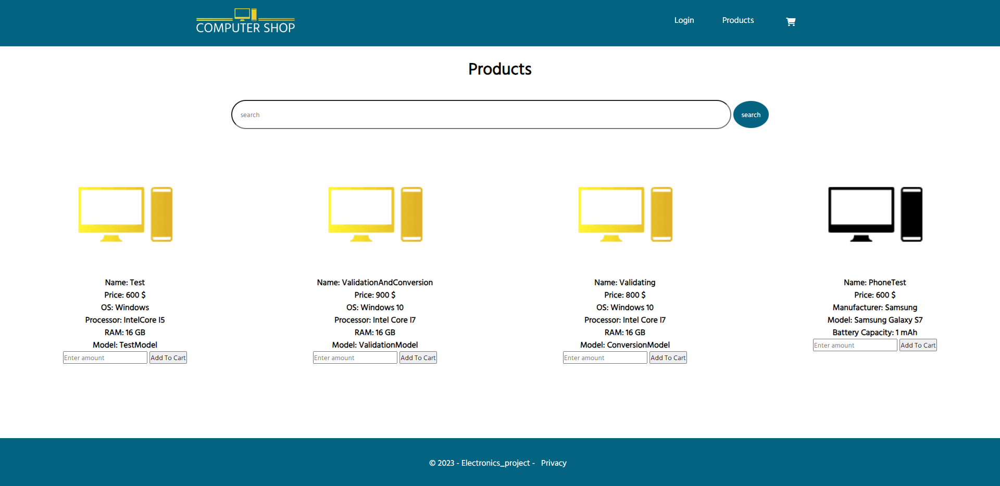 COMPUTER SHOP
Login
Products
Products
search
search
Name: Test
Price: 600 $
OS: Windows
Processor: IntelCore I5
RAM: 16 GB
Model: TestModel
Enter amount
Add To Cart
Name: ValidationAndConversion
Price: 900 $
OS: Windows 10
Processor: Intel Core I7
RAM: 16 GB
Model: ValidationModel
Enter amount
Add To Cart
Name: Validating
Price: 800 $
OS: Windows 10
Processor: Intel Core I7
RAM: 16 GB
Model: ConversionModel
Enter amount
Add To Cart
Name: PhoneTest
Price: 600 $
Manufacturer: Samsung
Model: Samsung Galaxy S7
Battery Capacity: 1 mAh
Enter amount
Add To Cart
© 2023 - Electronics_project - Privacy